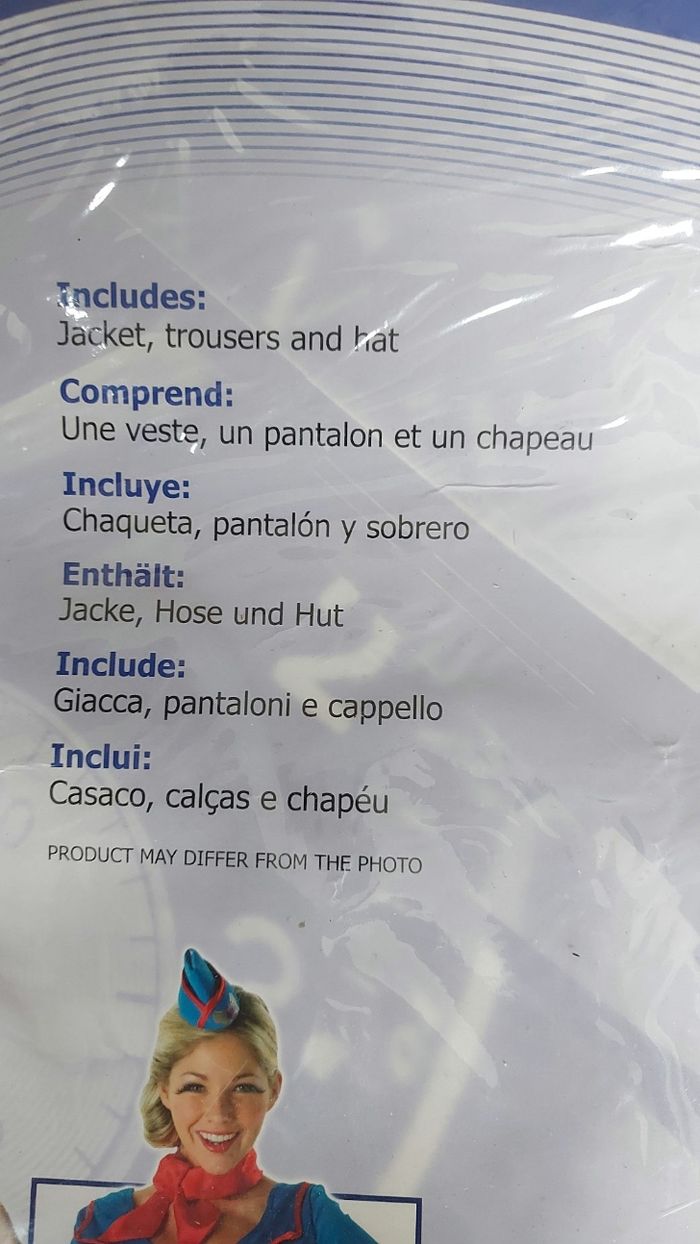 Includes:
Jacket, trousers and hat
Comprend:
Une veste, un pantalon et un chapeau
Incluye:
Chaqueta, pantalón y sobrero
Enthält:
Jacke, Hose und Hut
Include:
Giacca, pantaloni e cappello
Inclui:
Casaco, calças e chapéu
PRODUCT MAY DIFFER FROM THE PHOTO